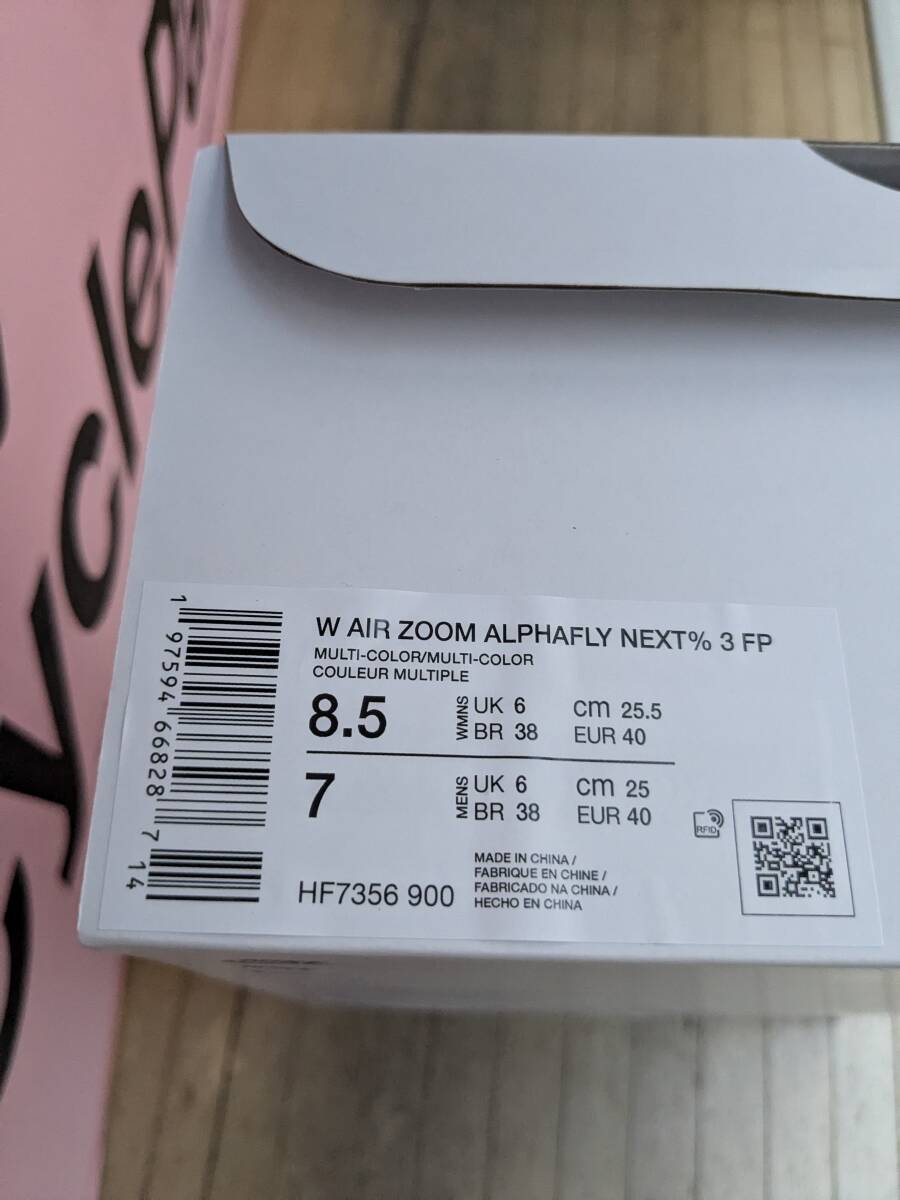 W AIR ZOOM ALPHAFLY NEXT% 3 FP
MULTI-COLOR/MULTI-COLOR
COULEUR MULTIPLE
8.5
WMNS
UK 6
BR 38
cm 25.5
EUR 40
7
MENS
UK 6
BR 38
cm 25
EUR 40
RFID
MADE IN CHINA /
FABRIQUE EN CHINE /
FABRICADO NA CHINA /
HECHO EN CHINA
HF7356 900
1 97594 66828 7 14